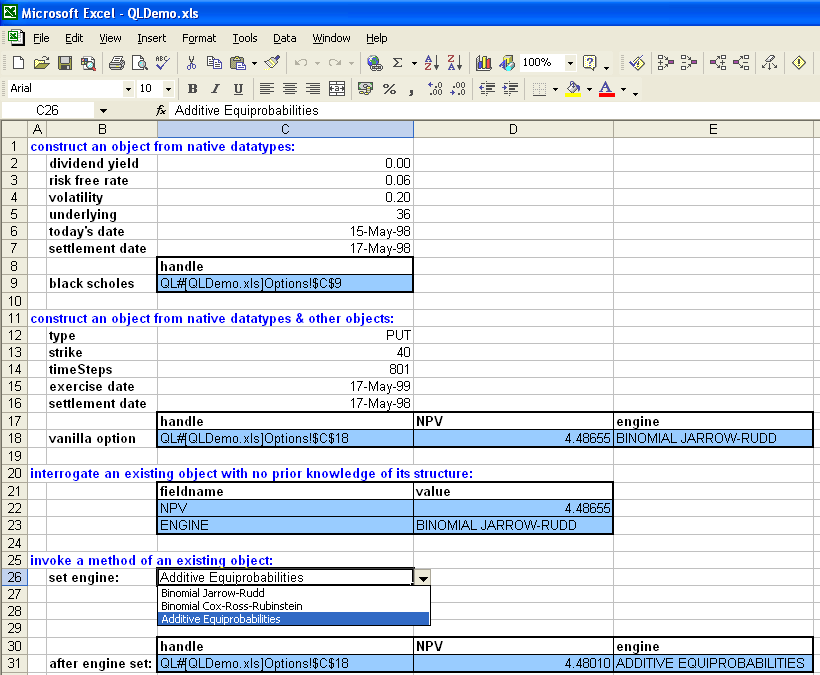 Microsoft Excel - QLDemo.xls
File Edit View Insert Format Tools Data Window Help
100%
Arial 10 B I U % ,
C26 fx Additive Equiprobabilities
A B C D E
1 construct an object from native datatypes:
2 dividend yield 0.00
3 risk free rate 0.06
4 volatility 0.20
5 underlying 36
6 today's date 15-May-98
7 settlement date 17-May-98
8 handle
9 black scholes QL#[QLDemo.xls]Options!$C$9
10
11 construct an object from native datatypes & other objects:
12 type PUT
13 strike 40
14 timeSteps 801
15 exercise date 17-May-99
16 settlement date 17-May-98
17 handle NPV engine
18 vanilla option QL#[QLDemo.xls]Options!$C$18 4.48655 BINOMIAL JARROW-RUDD
19
20 interrogate an existing object with no prior knowledge of its structure:
21 fieldname value
22 NPV 4.48655
23 ENGINE BINOMIAL JARROW-RUDD
24
25 invoke a method of an existing object:
26 set engine: Additive Equiprobabilities
27 Binomial Jarrow-Rudd
28 Binomial Cox-Ross-Rubinstein
29 Additive Equiprobabilities
30 handle NPV engine
31 after engine set: QL#[QLDemo.xls]Options!$C$18 4.48010 ADDITIVE EQUIPROBABILITIES